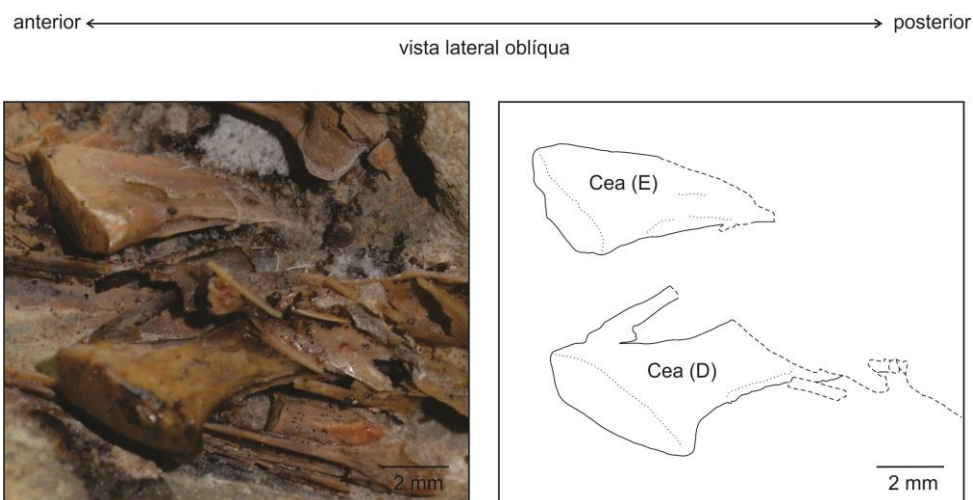 anterior posterior
vista lateral oblíqua
Cea (E)
Cea (D)
2 mm 2 mm